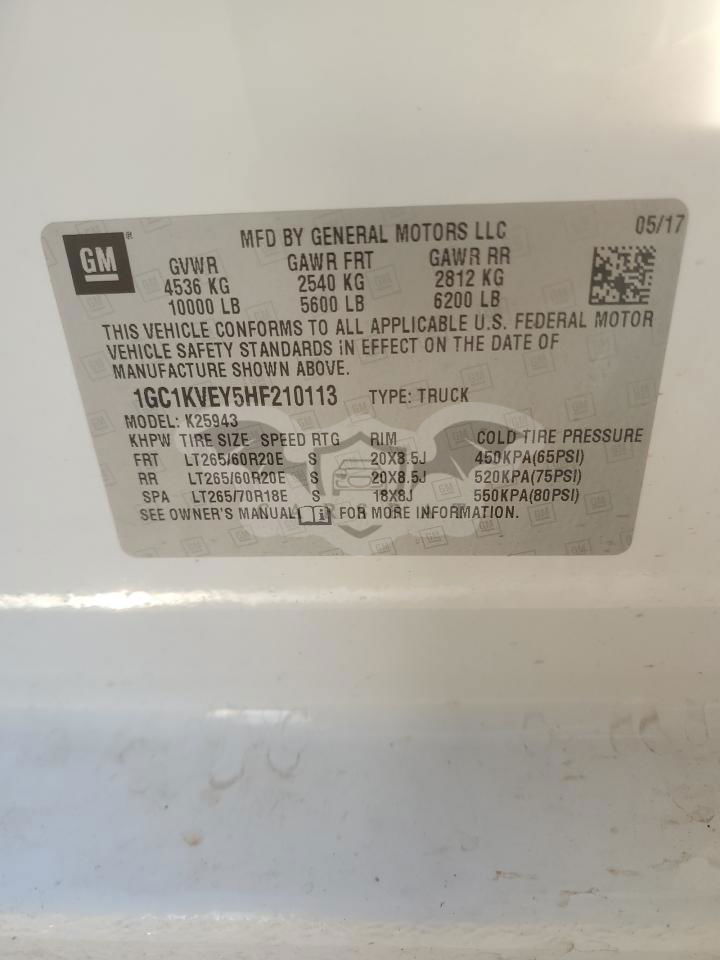 GM ®
MFD BY GENERAL MOTORS LLC 05/17
GVWR GAWR FRT GAWR RR
4536 KG 2540 KG 2812 KG
10000 LB 5600 LB 6200 LB
THIS VEHICLE CONFORMS TO ALL APPLICABLE U.S. FEDERAL MOTOR
VEHICLE SAFETY STANDARDS IN EFFECT ON THE DATE OF
MANUFACTURE SHOWN ABOVE.
1GC1KVEY5HF210113 TYPE: TRUCK
MODEL: K25943
KHPW TIRE SIZE SPEED RTG RIM COLD TIRE PRESSURE
FRT LT265/60R20E S 20X8.5J 450KPA(65PSI)
RR LT265/60R20E S 20X8.5J 520KPA(75PSI)
SPA LT265/70R18E S 18X8J 550KPA(80PSI)
SEE OWNER'S MANUAL FOR MORE INFORMATION.